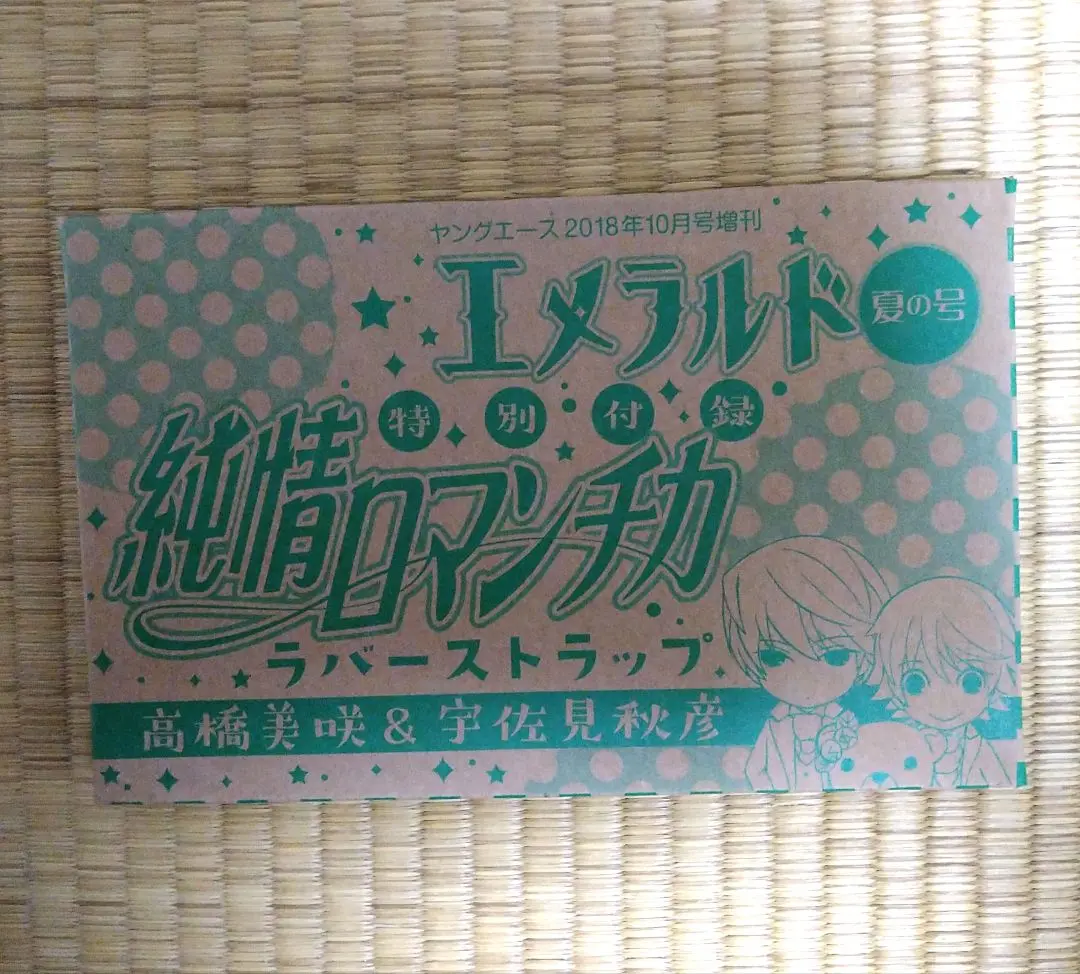 ヤングエース2018年10月号増刊
エメラルド
夏の号
特別付録
純情ロマンチカ
ラバーストラップ
高橋美咲&宇佐見秋彦